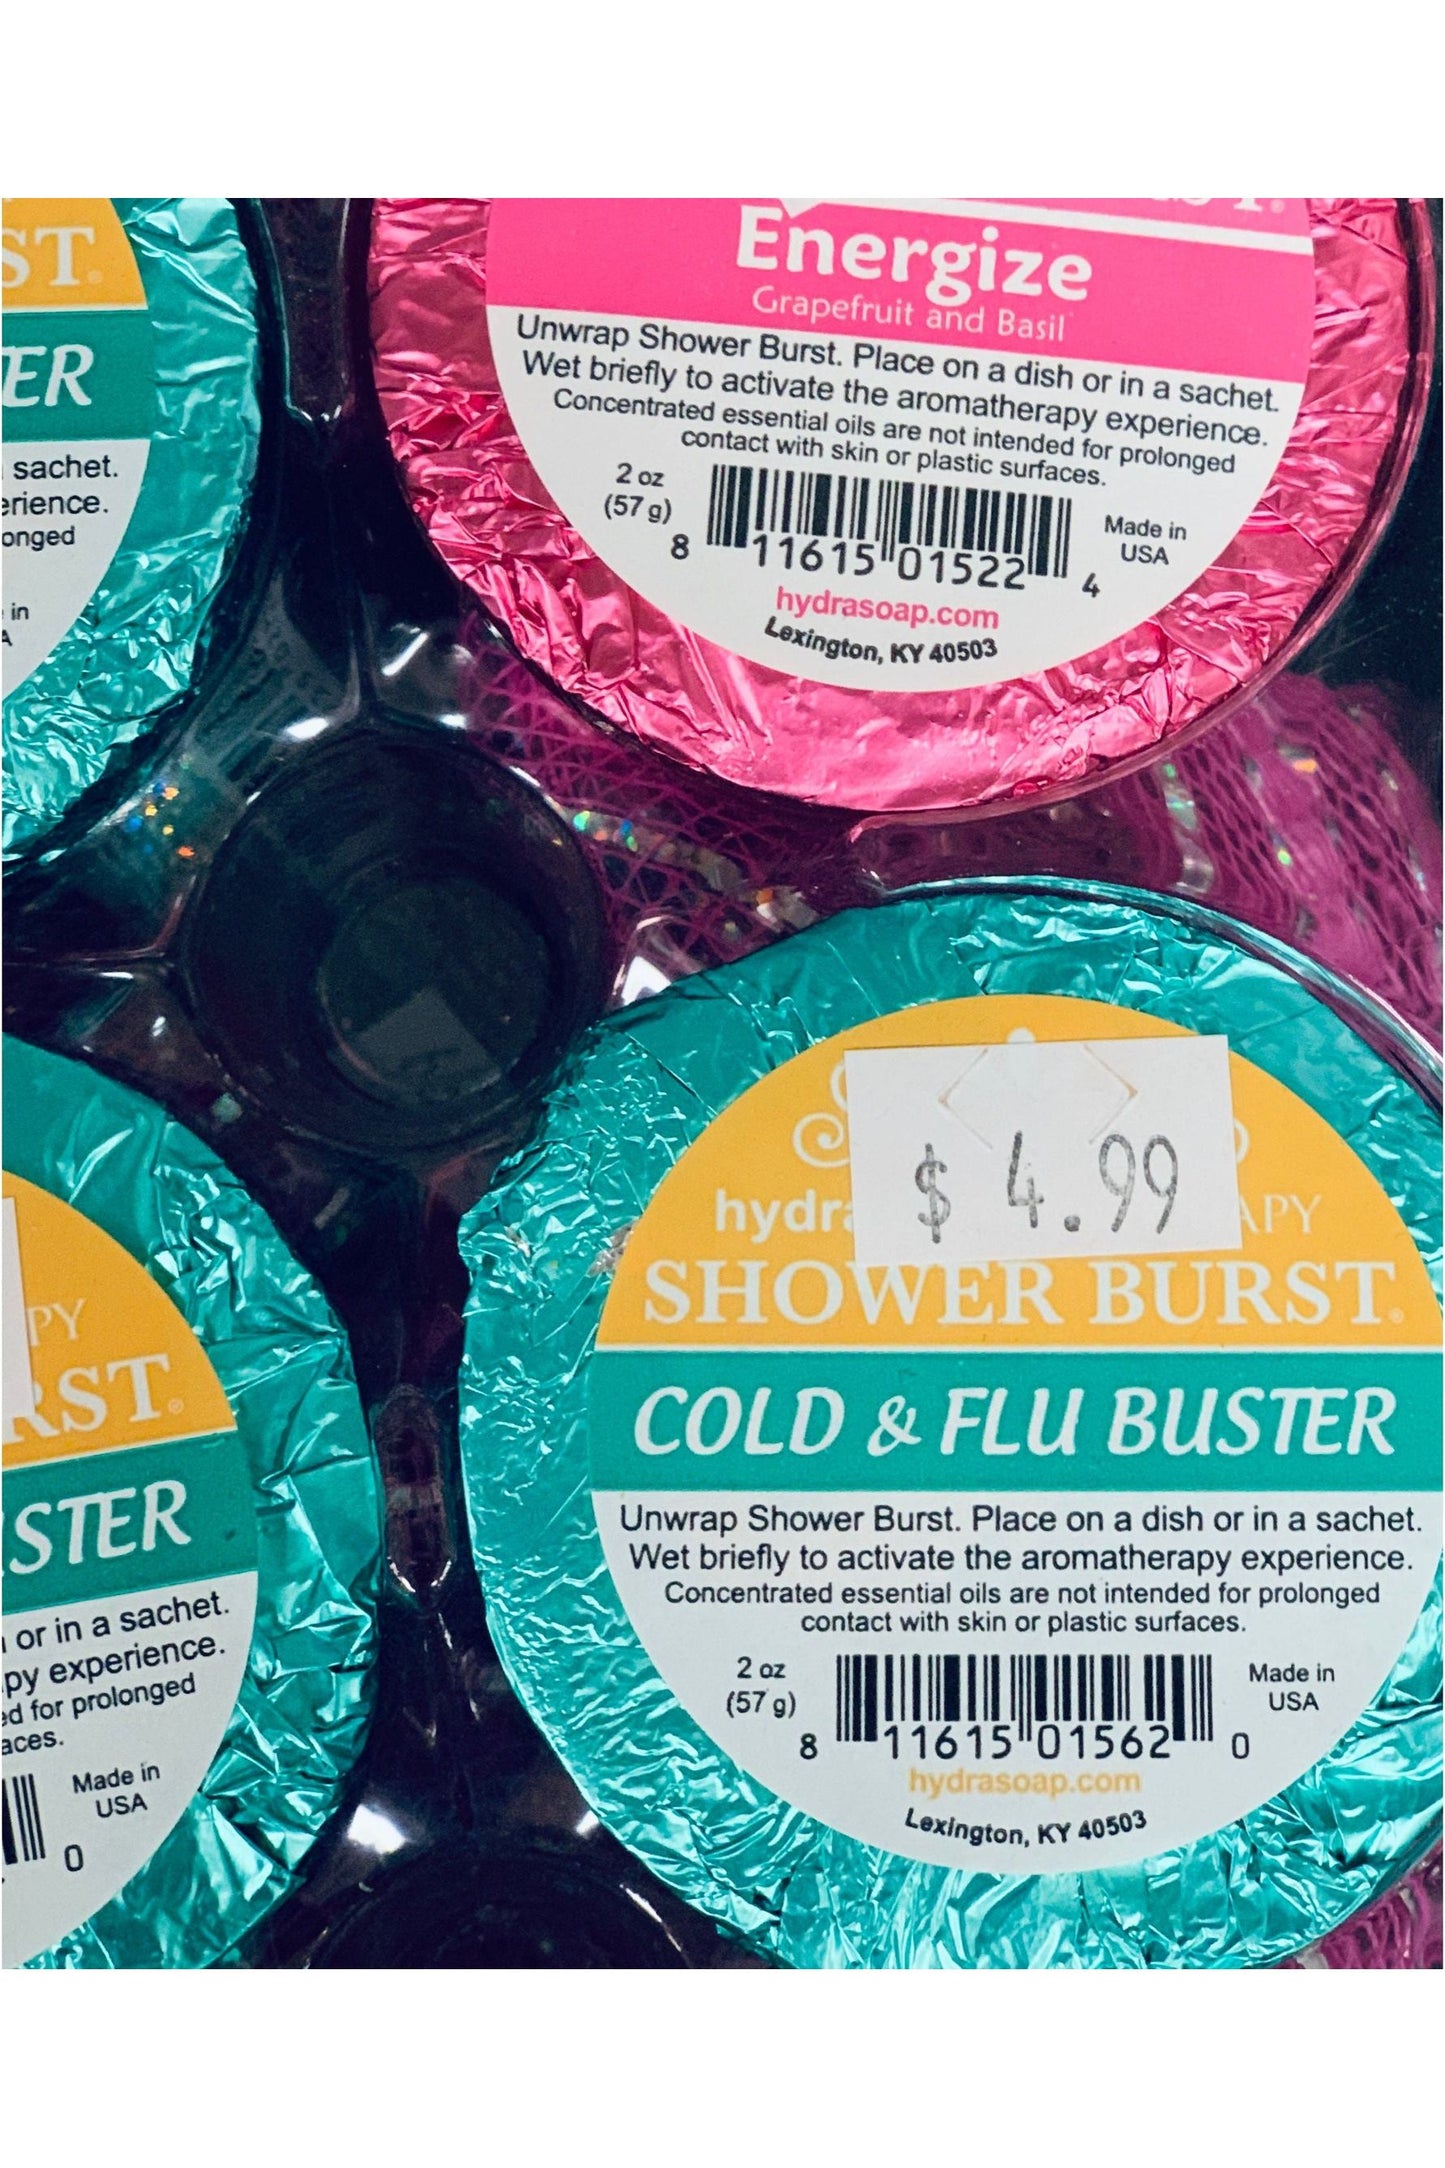 ST®
ER
sachet.
erience.
onged
in
Energize
Grapefruit and Basil
Unwrap Shower Burst. Place on a dish or in a sachet.
Wet briefly to activate the aromatherapy experience.
Concentrated essential oils are not intended for prolonged
contact with skin or plastic surfaces.
2 oz
(57 g)
8 11615 01522 4
Made in
USA
hydrasoap.com
Lexington, KY 40503
PY
RST®
STER
or in a sachet.
py experience.
ed for prolonged
aces.
Made in
USA
0
$ 4.99
hydra APY
SHOWER BURST®
COLD & FLU BUSTER
Unwrap Shower Burst. Place on a dish or in a sachet.
Wet briefly to activate the aromatherapy experience.
Concentrated essential oils are not intended for prolonged
contact with skin or plastic surfaces.
2 oz
(57 g)
8 11615 01562 0
Made in
USA
hydrasoap.com
Lexington, KY 40503